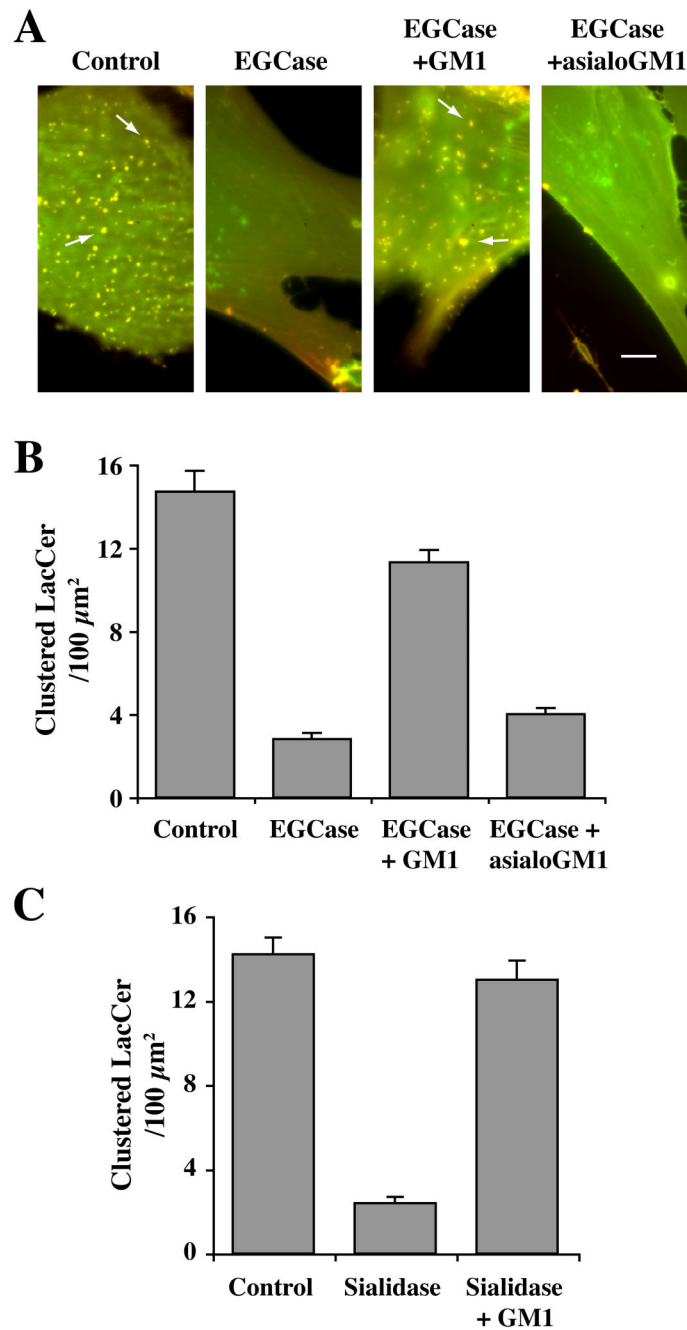 A
Control
EGCase
EGCase
+GM1
EGCase
+asialoGM1
B
Clustered LacCer
/100 µm²
16
12
8
4
0
Control
EGCase
EGCase
+ GM1
EGCase +
asialoGM1
C
Clustered LacCer
/100 µm²
16
12
8
4
0
Control
Sialidase
Sialidase
+ GM1